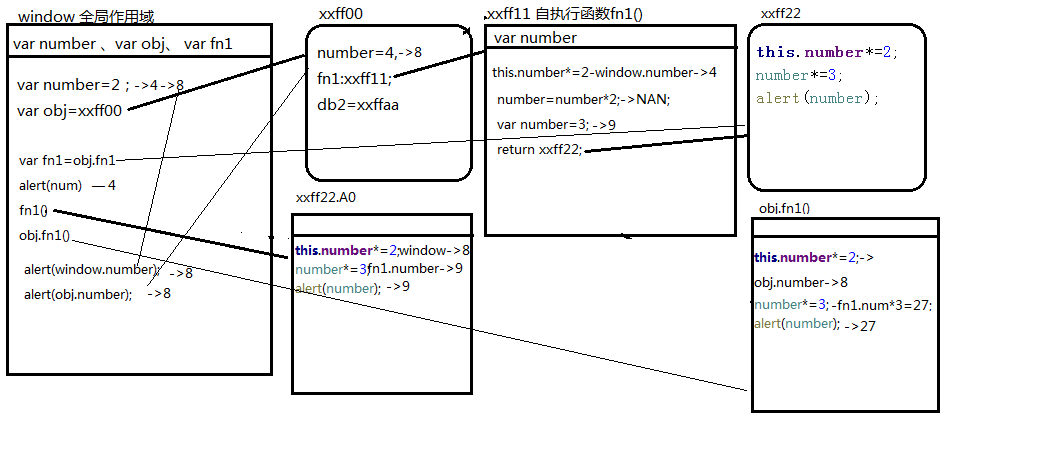 window 全局作用域
var number 、var obj、 var fn1
var number=2 ; ->4->8
var obj=xxff00
var fn1=obj.fn1
alert(num) — 4
fn1()
obj.fn1()
alert(window.number); ->8
alert(obj.number); ->8
xxff00
number=4,->8
fn1:xxff11;
db2=xxffaa
xxff11 自执行函数fn1()
var number
this.number*=2-window.number->4
number=number*2;->NAN;
var number=3; ->9
return xxff22;
xxff22
this.number*=2;
number*=3;
alert(number);
xxff22.A0
this.number*=2;window->8
number*=3;fn1.number->9
alert(number); ->9
obj.fn1()
this.number*=2;->
obj.number->8
number*=3; -fn1.num*3=27;
alert(number); ->27